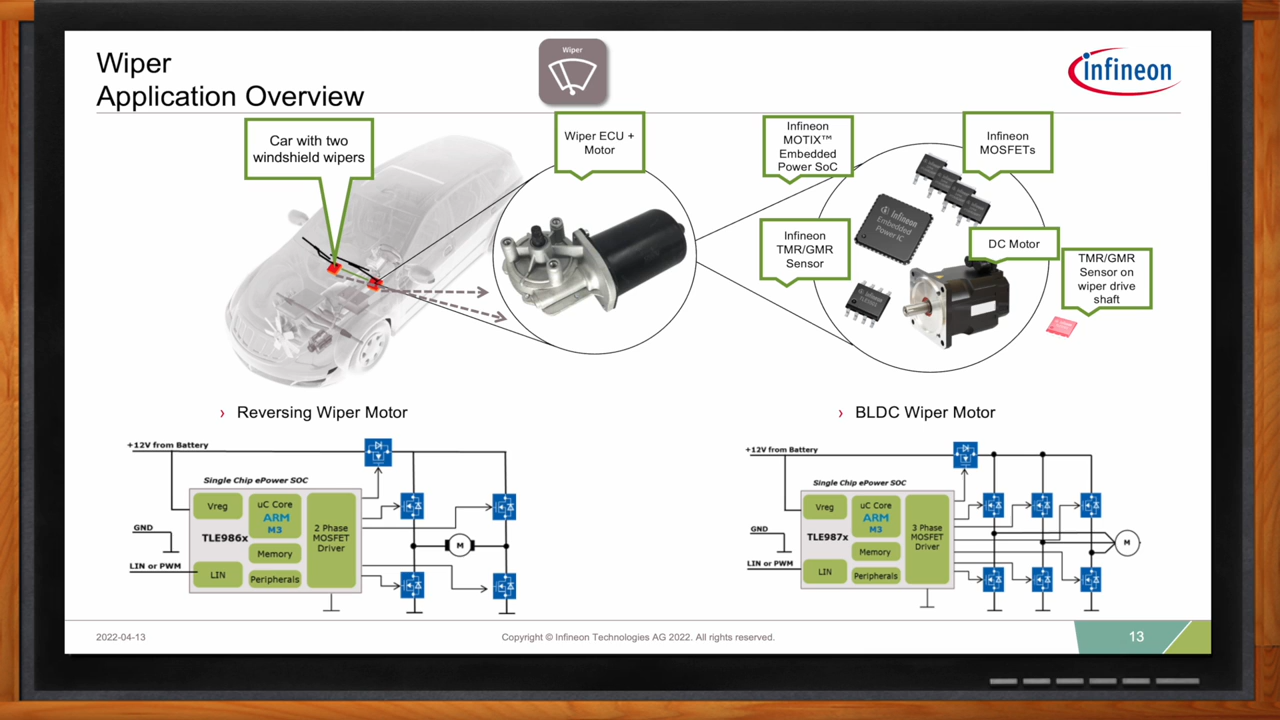 Wiper
Application Overview
Wiper
infineon
Car with two
windshield wipers
Wiper ECU +
Motor
Infineon
MOTIX™
Embedded
Power SoC
Infineon
MOSFETs
Infineon
TMR/GMR
Sensor
Infineon
Embedded
Power IC
DC Motor
TMR/GMR
Sensor on
wiper drive
shaft
Infineon
› Reversing Wiper Motor
+12V from Battery
Single Chip ePower SOC
Vreg
uC Core
ARM
M3
2 Phase
MOSFET
Driver
GND
TLE986x
Memory
M
LIN or PWM
LIN
Peripherals
› BLDC Wiper Motor
+12V from Battery
Single Chip ePower SOC
Vreg
uC Core
ARM
M3
3 Phase
MOSFET
Driver
GND
TLE987x
Memory
M
LIN or PWM
LIN
Peripherals
2022-04-13
Copyright © Infineon Technologies AG 2022. All rights reserved.
13